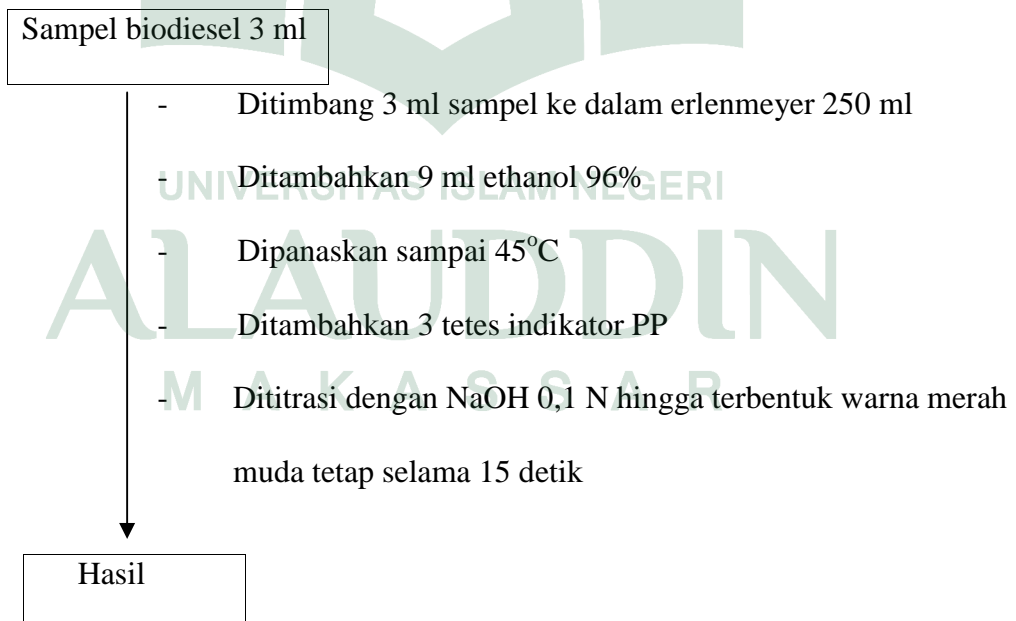 Sampel biodiesel 3 ml
- Ditimbang 3 ml sampel ke dalam erlenmeyer 250 ml
- Ditambahkan 9 ml ethanol 96%
UNIVERSITAS ISLAM NEGERI
- Dipanaskan sampai 45°C
ALAUDDIN
- Ditambahkan 3 tetes indikator PP
MAKASSAR
- Dititrasi dengan NaOH 0,1 N hingga terbentuk warna merah
muda tetap selama 15 detik
Hasil